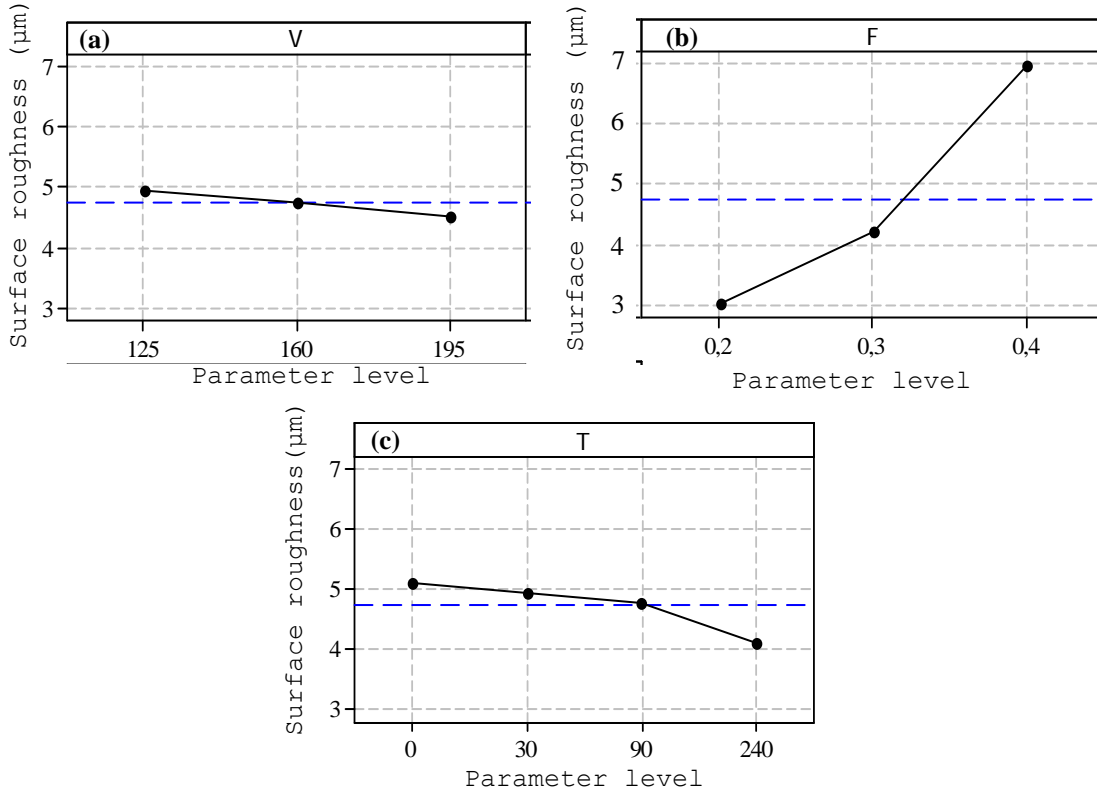 (a) V
Surface roughness (µm)
7
6
5
4
3
125 160 195
Parameter level
(b) F
Surface roughness (µm)
7
6
5
4
3
0,2 0,3 0,4
Parameter level
(c) T
Surface roughness(µm)
7
6
5
4
3
0 30 90 240
Parameter level